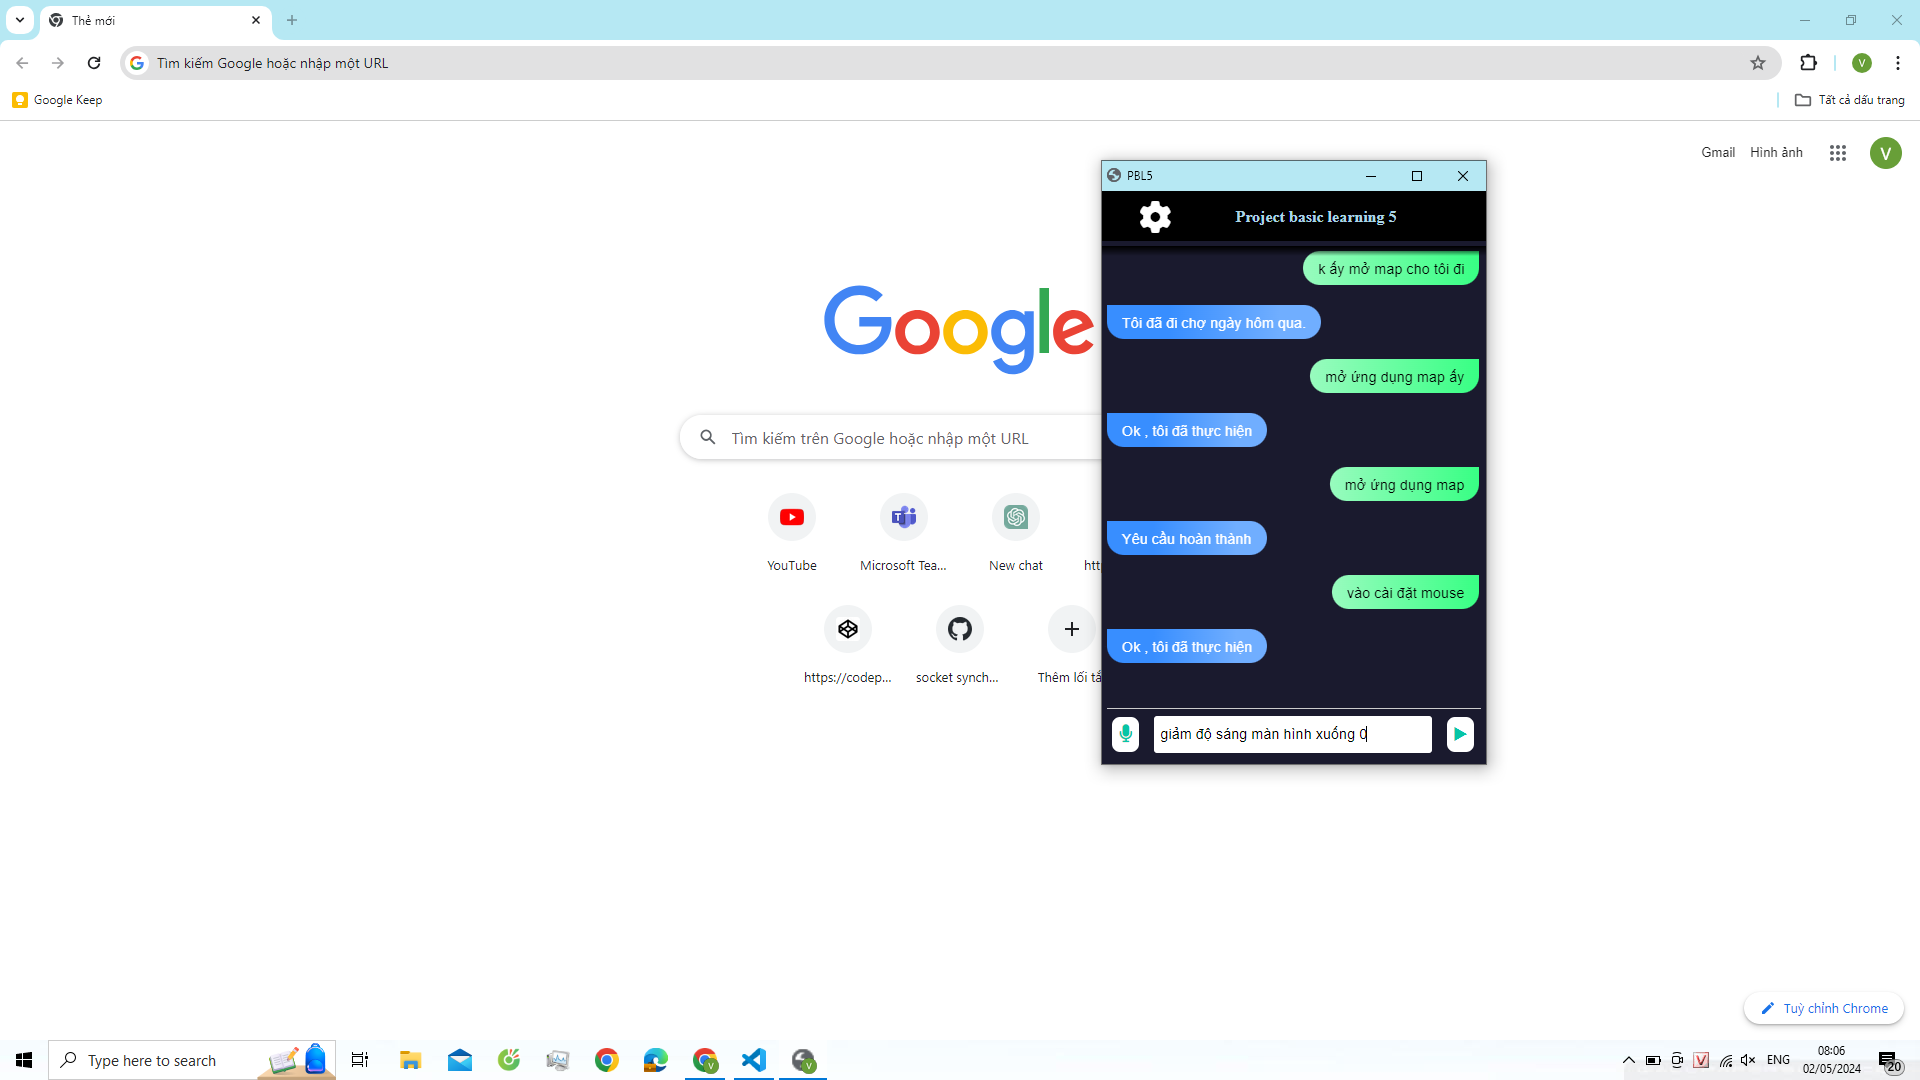 Thẻ mới
Tìm kiếm Google hoặc nhập một URL
V
Google Keep
Tất cả dấu trang
Gmail
Hình ảnh
V
Google
Tìm kiếm trên Google hoặc nhập một URL
YouTube
Microsoft Tea...
New chat
htt
https://codep...
socket synch...
Thêm lối tắ
PBL5
Project basic learning 5
k ấy mở map cho tôi đi
Tôi đã đi chợ ngày hôm qua.
mở ứng dụng map ấy
Ok , tôi đã thực hiện
mở ứng dụng map
Yêu cầu hoàn thành
vào cài đặt mouse
Ok , tôi đã thực hiện
giảm độ sáng màn hình xuống 0
Tuỳ chỉnh Chrome
Type here to search
V
V
V
ENG
08:06
02/05/2024
20